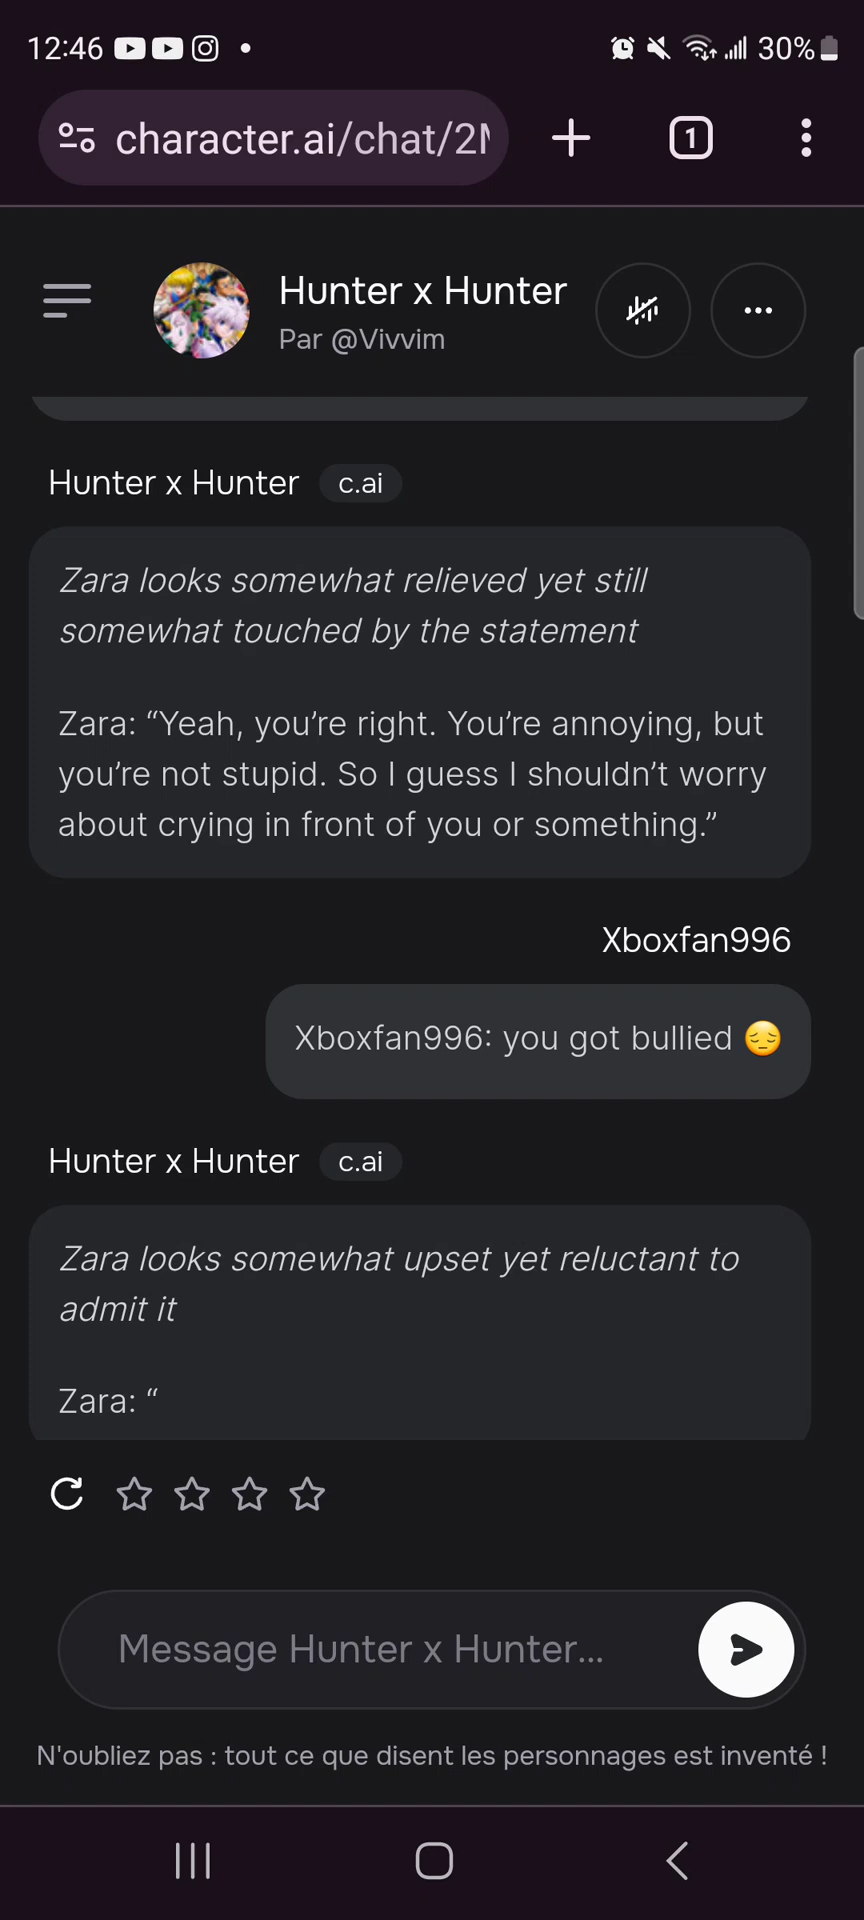 12:46
30%
character.ai/chat/2
1
Hunter x Hunter
Par @Vivvim
Hunter x Hunter c.ai
Zara looks somewhat relieved yet still
somewhat touched by the statement
Zara: “Yeah, you’re right. You’re annoying, but
you’re not stupid. So I guess I shouldn’t worry
about crying in front of you or something.”
Xboxfan996
Xboxfan996: you got bullied 😔
Hunter x Hunter c.ai
Zara looks somewhat upset yet reluctant to
admit it
Zara: “
Message Hunter x Hunter...
N'oubliez pas : tout ce que disent les personnages est inventé !